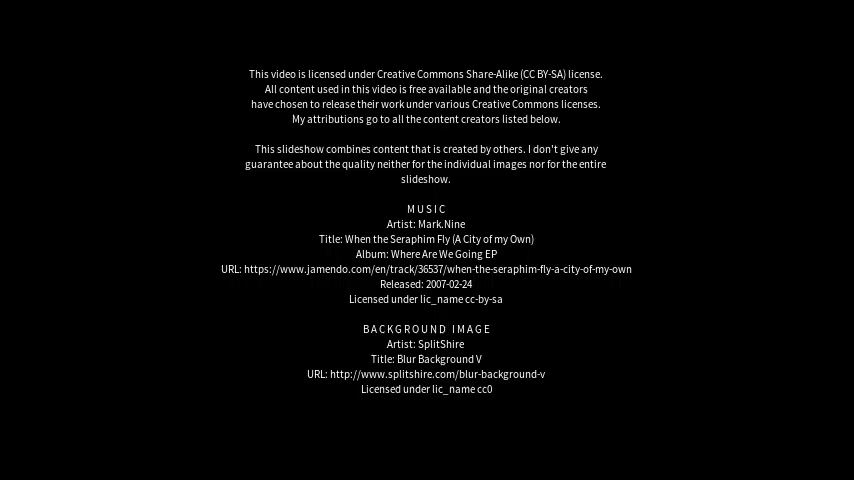 This video is licensed under Creative Commons Share-Alike (CC BY-SA) license.
All content used in this video is free available and the original creators
have chosen to release their work under various Creative Commons licenses.
My attributions go to all the content creators listed below.
This slideshow combines content that is created by others. I don't give any
guarantee about the quality neither for the individual images nor for the entire
slideshow.
MUSIC
Artist: Mark.Nine
Title: When the Seraphim Fly (A City of my Own)
Album: Where Are We Going EP
URL: https://www.jamendo.com/en/track/36537/when-the-seraphim-fly-a-city-of-my-own
Released: 2007-02-24
Licensed under lic_name cc-by-sa
BACKGROUND IMAGE
Artist: SplitShire
Title: Blur Background V
URL: http://www.splitshire.com/blur-background-v
Licensed under lic_name cc0